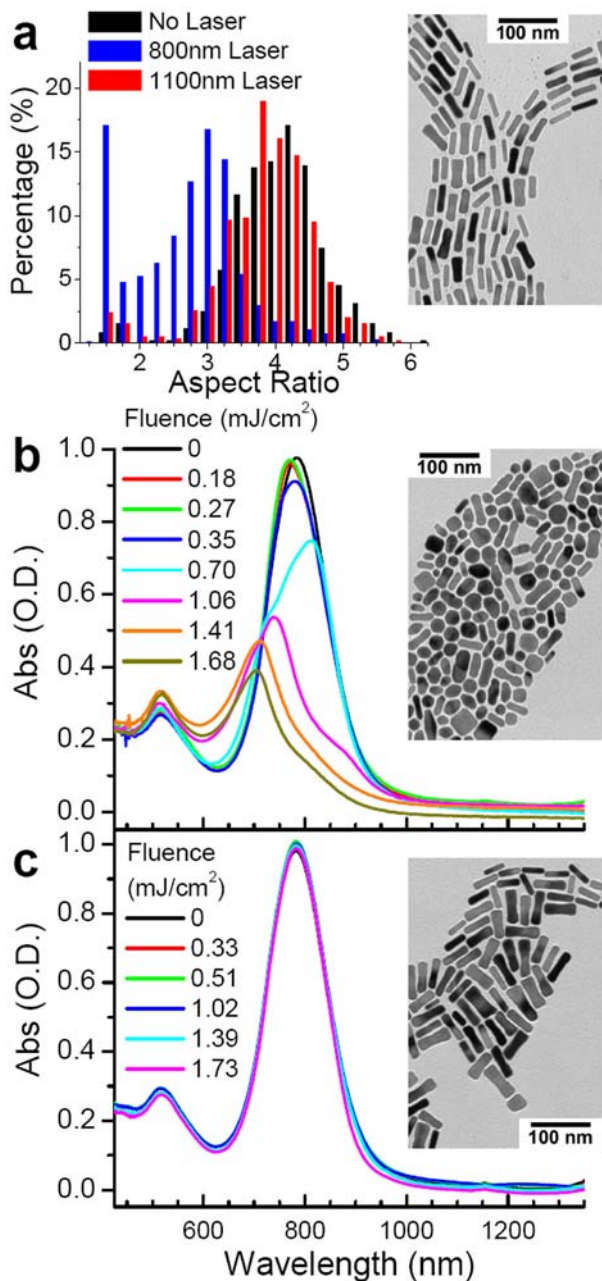 a
No Laser
800nm Laser
1100nm Laser
100 nm
Percentage (%)
20
15
10
5
0
2 3 4 5 6
Aspect Ratio
Fluence (mJ/cm²)
b
1.0
0.8
0.6
0.4
0.2
0.0
Abs (O.D.)
0
0.18
0.27
0.35
0.70
1.06
1.41
1.68
100 nm
c
Fluence
(mJ/cm²)
1.0
0.8
0.6
0.4
0.2
0.0
Abs (O.D.)
0
0.33
0.51
1.02
1.39
1.73
100 nm
600 800 1000 1200
Wavelength (nm)